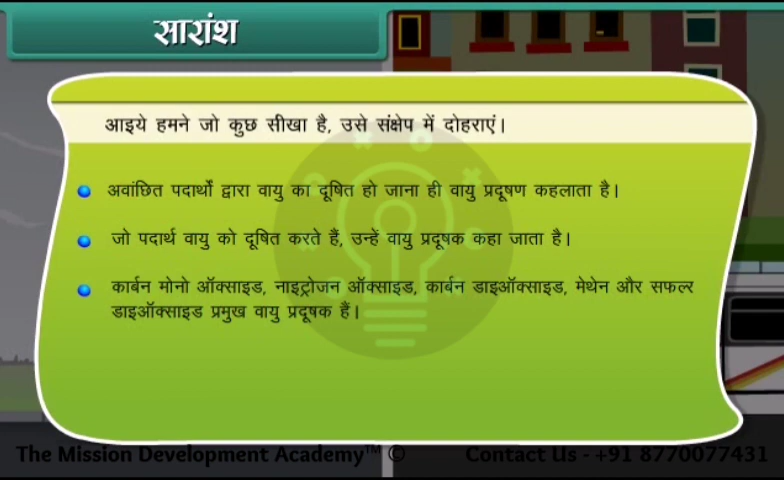 सारांश
आइये हमने जो कुछ सीखा है, उसे संक्षेप में दोहराएं।
अवांछित पदार्थों द्वारा वायु का दूषित हो जाना ही वायु प्रदूषण कहलाता है।
जो पदार्थ वायु को दूषित करते हैं, उन्हें वायु प्रदूषक कहा जाता है।
कार्बन मोनो ऑक्साइड, नाइट्रोजन ऑक्साइड, कार्बन डाइऑक्साइड, मेथेन और सफल्र
डाइऑक्साइड प्रमुख वायु प्रदूषक हैं।
The Mission Development Academy™ © Contact Us - +91 8770077431